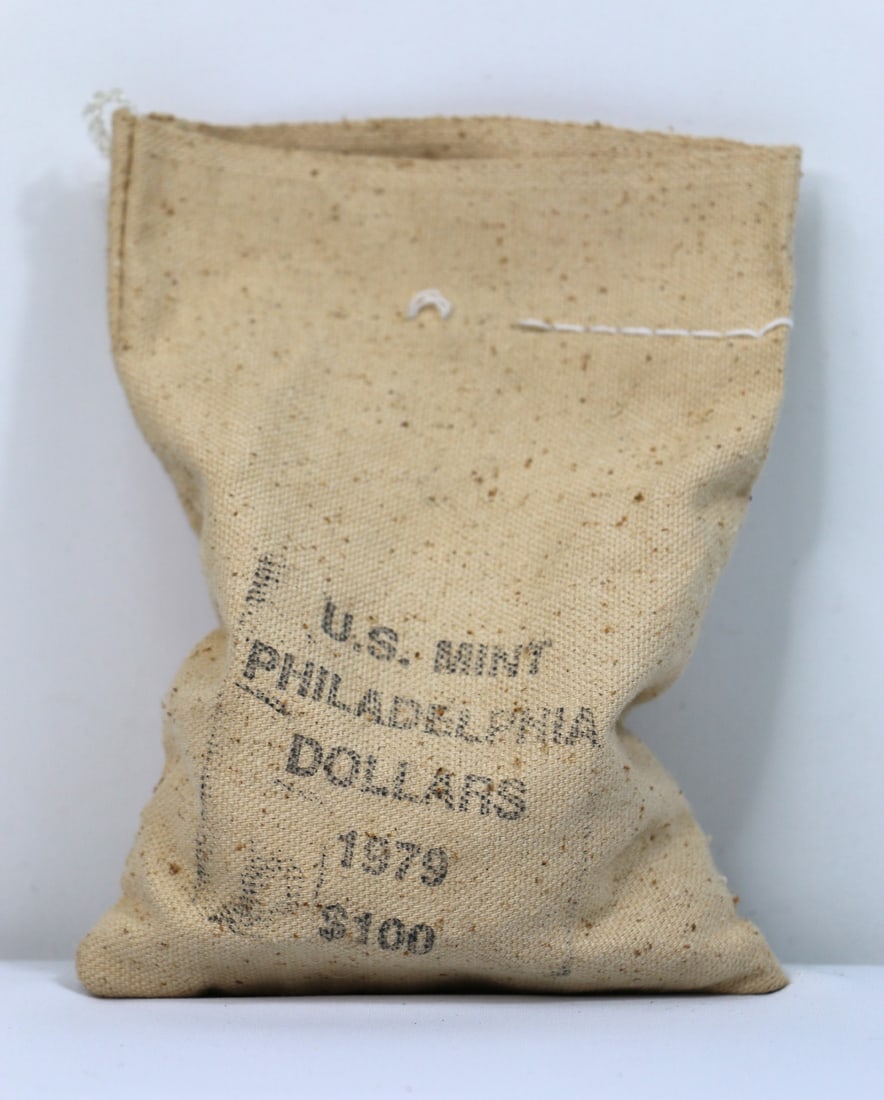 U.S. MINT
PHILADELPHIA
DOLLARS
1979
$100